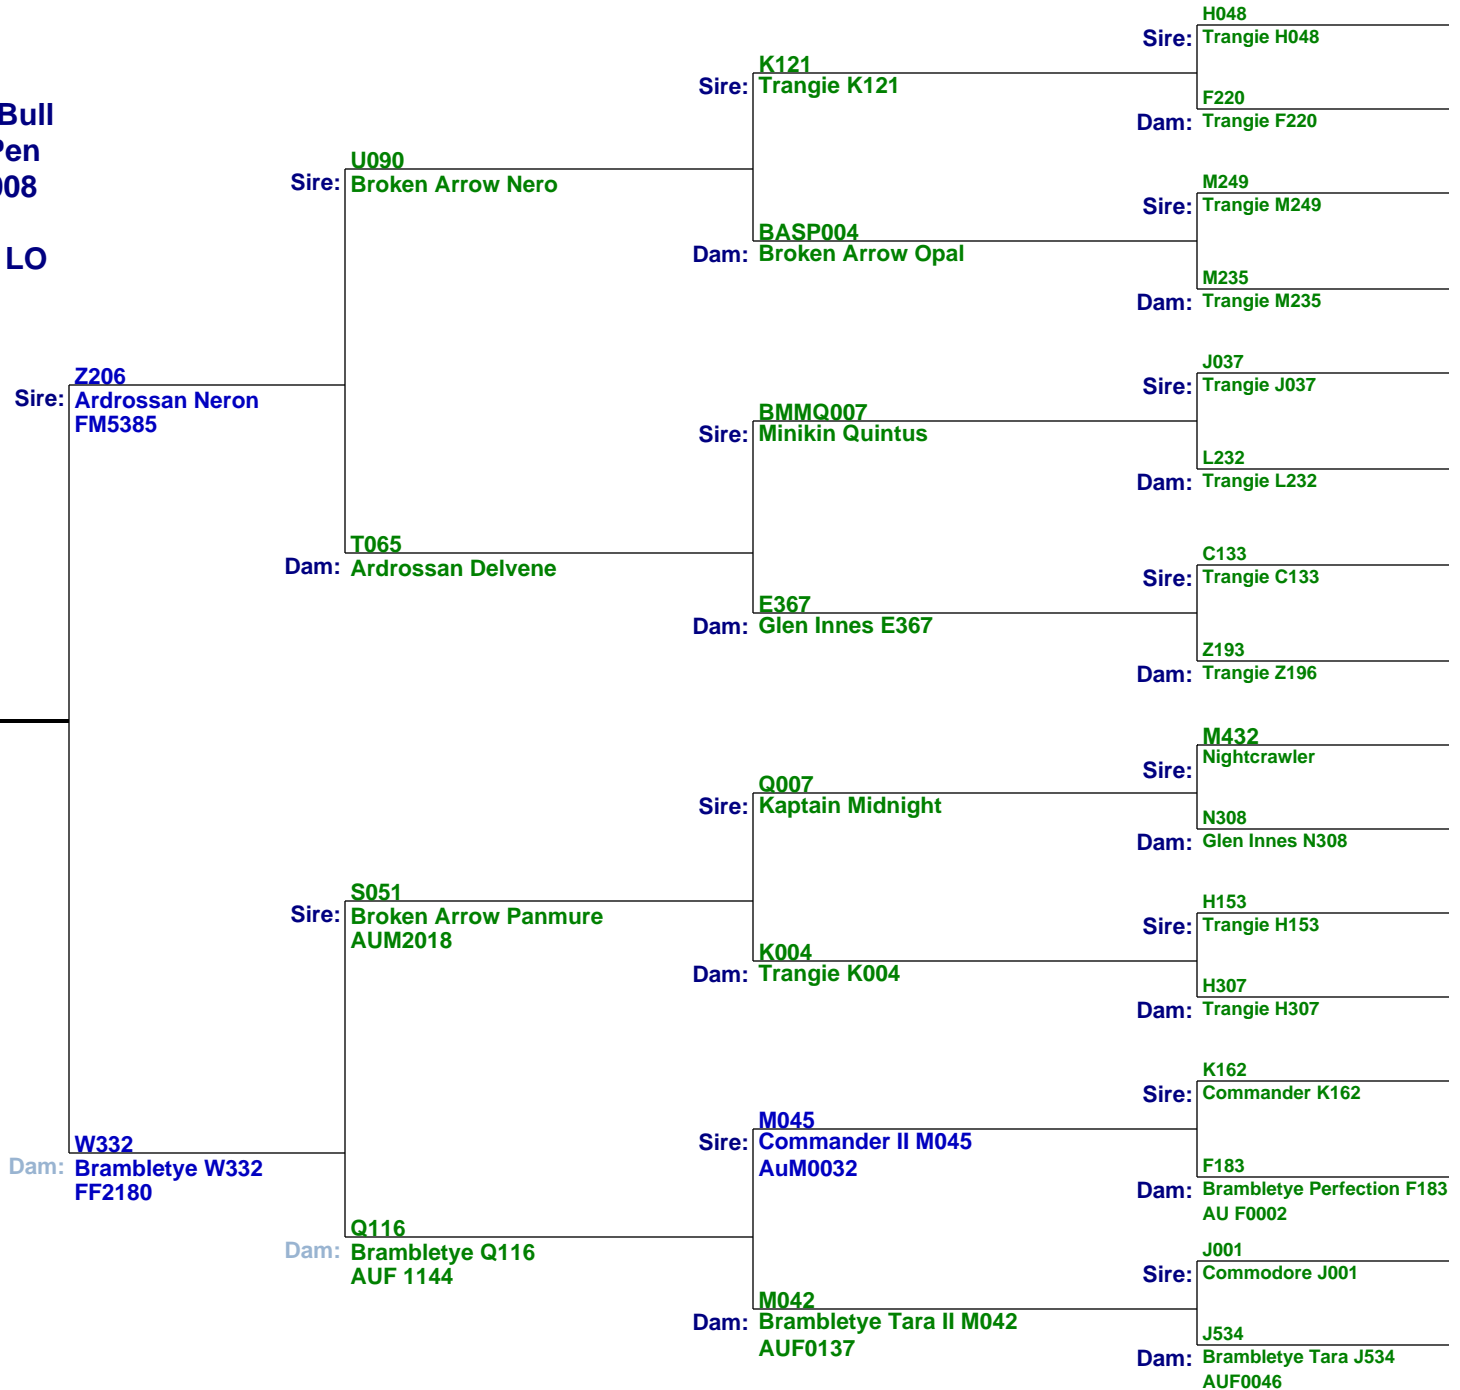 Bull
Pen
008
LO
Z206
Sire: Ardrossan Neron
FM5385
W332
Dam: Brambletye W332
FF2180
U090
Sire: Broken Arrow Nero
T065
Dam: Ardrossan Delvene
S051
Sire: Broken Arrow Panmure
AUM2018
Q116
Dam: Brambletye Q116
AUF 1144
K121
Sire: Trangie K121
BASP004
Dam: Broken Arrow Opal
BMMQ007
Sire: Minikin Quintus
E367
Dam: Glen Innes E367
Q007
Sire: Kaptain Midnight
K004
Dam: Trangie K004
M045
Sire: Commander II M045
AuM0032
M042
Dam: Brambletye Tara II M042
AUF0137
H048
Sire: Trangie H048
F220
Dam: Trangie F220
M249
Sire: Trangie M249
M235
Dam: Trangie M235
J037
Sire: Trangie J037
L232
Dam: Trangie L232
C133
Sire: Trangie C133
Z193
Dam: Trangie Z196
M432
Sire: Nightcrawler
N308
Dam: Glen Innes N308
H153
Sire: Trangie H153
H307
Dam: Trangie H307
K162
Sire: Commander K162
F183
Dam: Brambletye Perfection F183
AU F0002
J001
Sire: Commodore J001
J534
Dam: Brambletye Tara J534
AUF0046